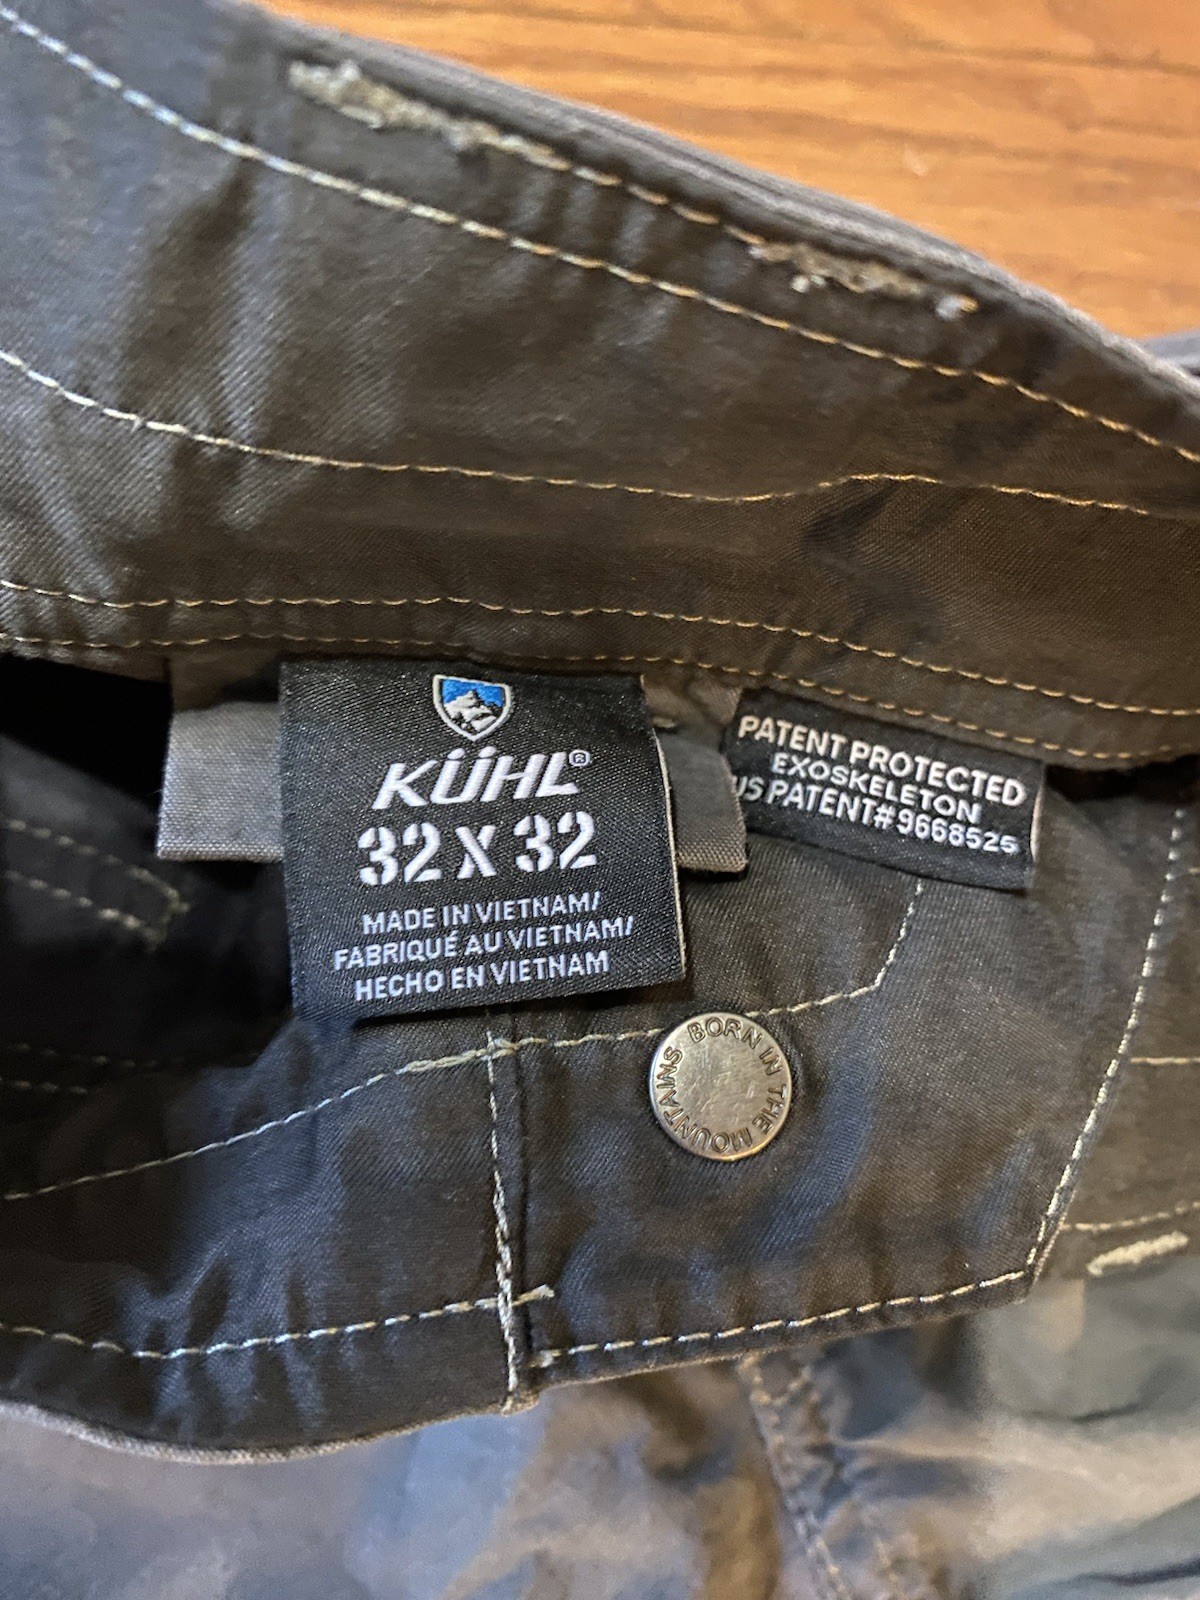 KÜHL®
32 X 32
MADE IN VIETNAM/
FABRIQUÉ AU VIETNAM/
HECHO EN VIETNAM
PATENT PROTECTED
EXOSKELETON
US PATENT# 9668525
BORN IN THE MOUNTAINS